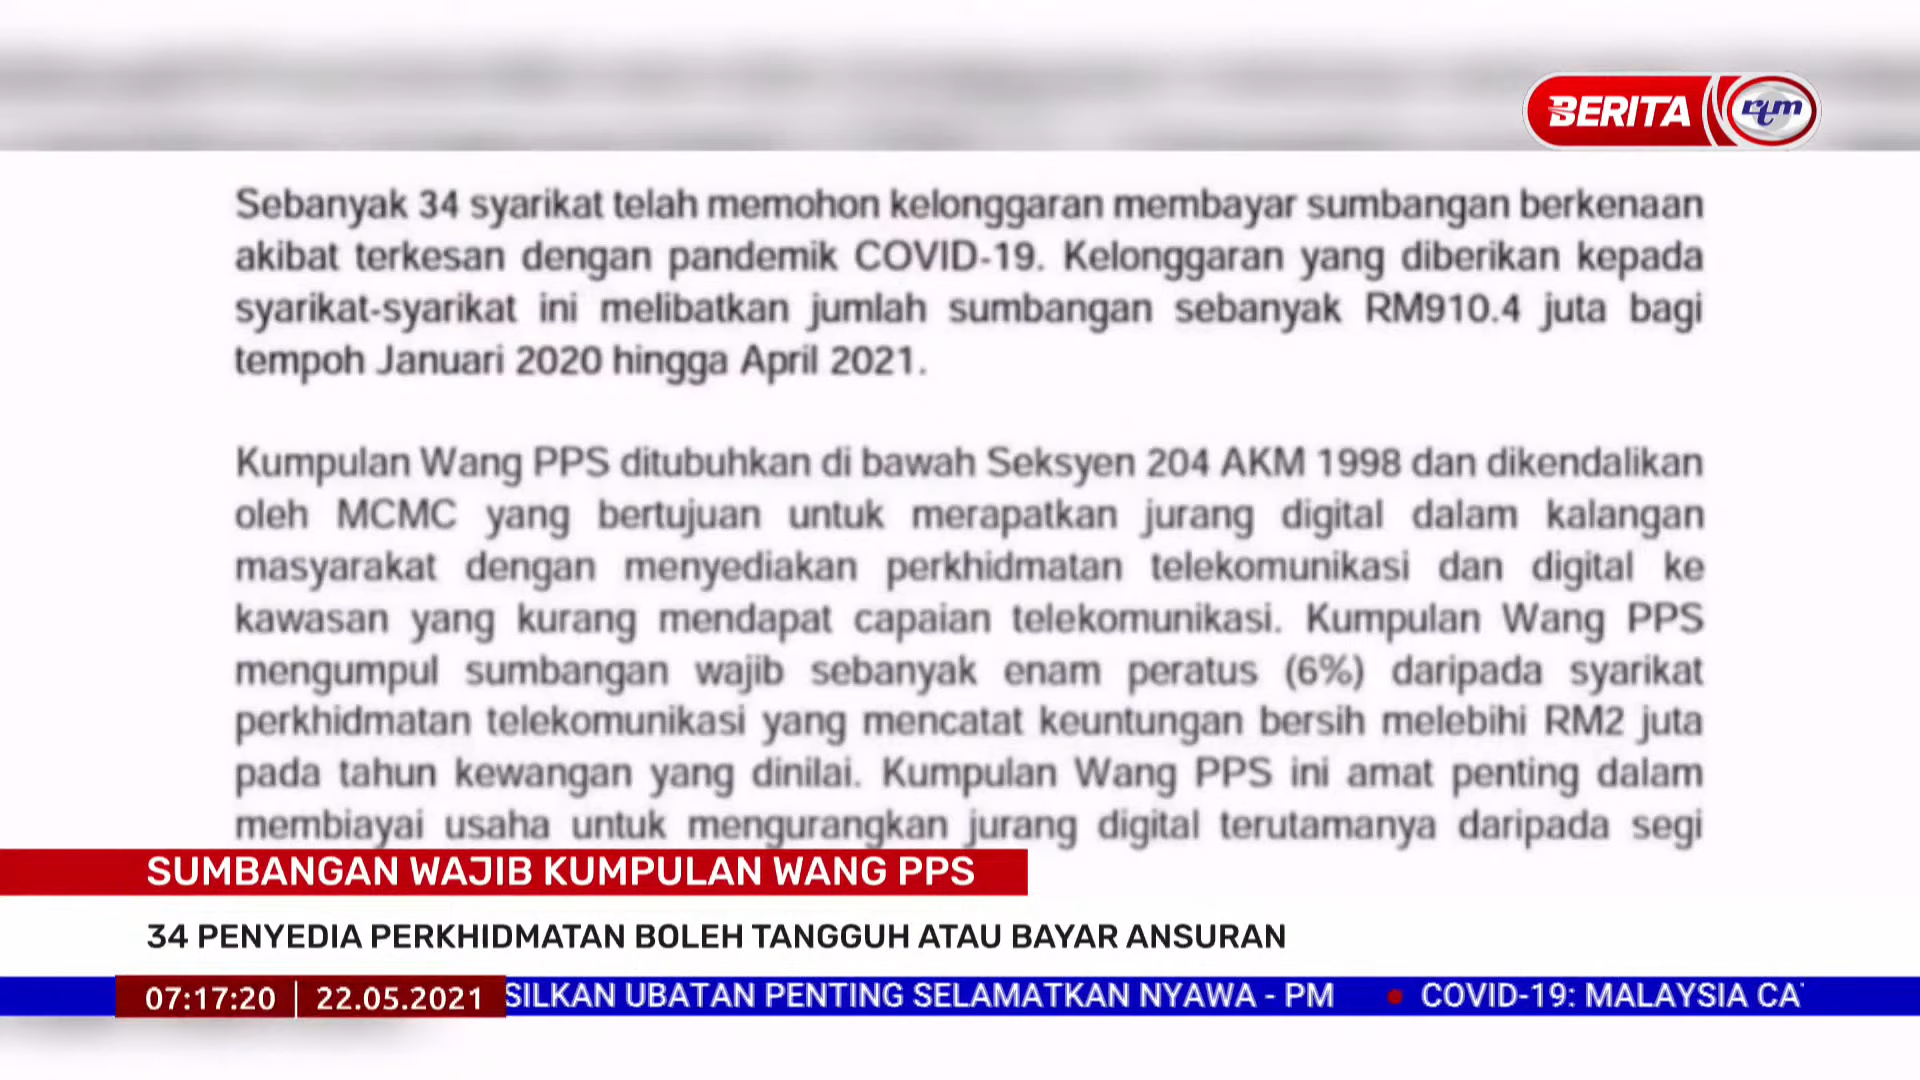 BERITA rtm
Sebanyak 34 syarikat telah memohon kelonggaran membayar sumbangan berkenaan
akibat terkesan dengan pandemik COVID-19. Kelonggaran yang diberikan kepada
syarikat-syarikat ini melibatkan jumlah sumbangan sebanyak RM910.4 juta bagi
tempoh Januari 2020 hingga April 2021.
Kumpulan Wang PPS ditubuhkan di bawah Seksyen 204 AKM 1998 dan dikendalikan
oleh MCMC yang bertujuan untuk merapatkan jurang digital dalam kalangan
masyarakat dengan menyediakan perkhidmatan telekomunikasi dan digital ke
kawasan yang kurang mendapat capaian telekomunikasi. Kumpulan Wang PPS
mengumpul sumbangan wajib sebanyak enam peratus (6%) daripada syarikat
perkhidmatan telekomunikasi yang mencatat keuntungan bersih melebihi RM2 juta
pada tahun kewangan yang dinilai. Kumpulan Wang PPS ini amat penting dalam
membiayai usaha untuk mengurangkan jurang digital terutamanya daripada segi
SUMBANGAN WAJIB KUMPULAN WANG PPS
34 PENYEDIA PERKHIDMATAN BOLEH TANGGUH ATAU BAYAR ANSURAN
07:17:20 | 22.05.2021 SILKAN UBATAN PENTING SELAMATKAN NYAWA - PM • COVID-19: MALAYSIA CA